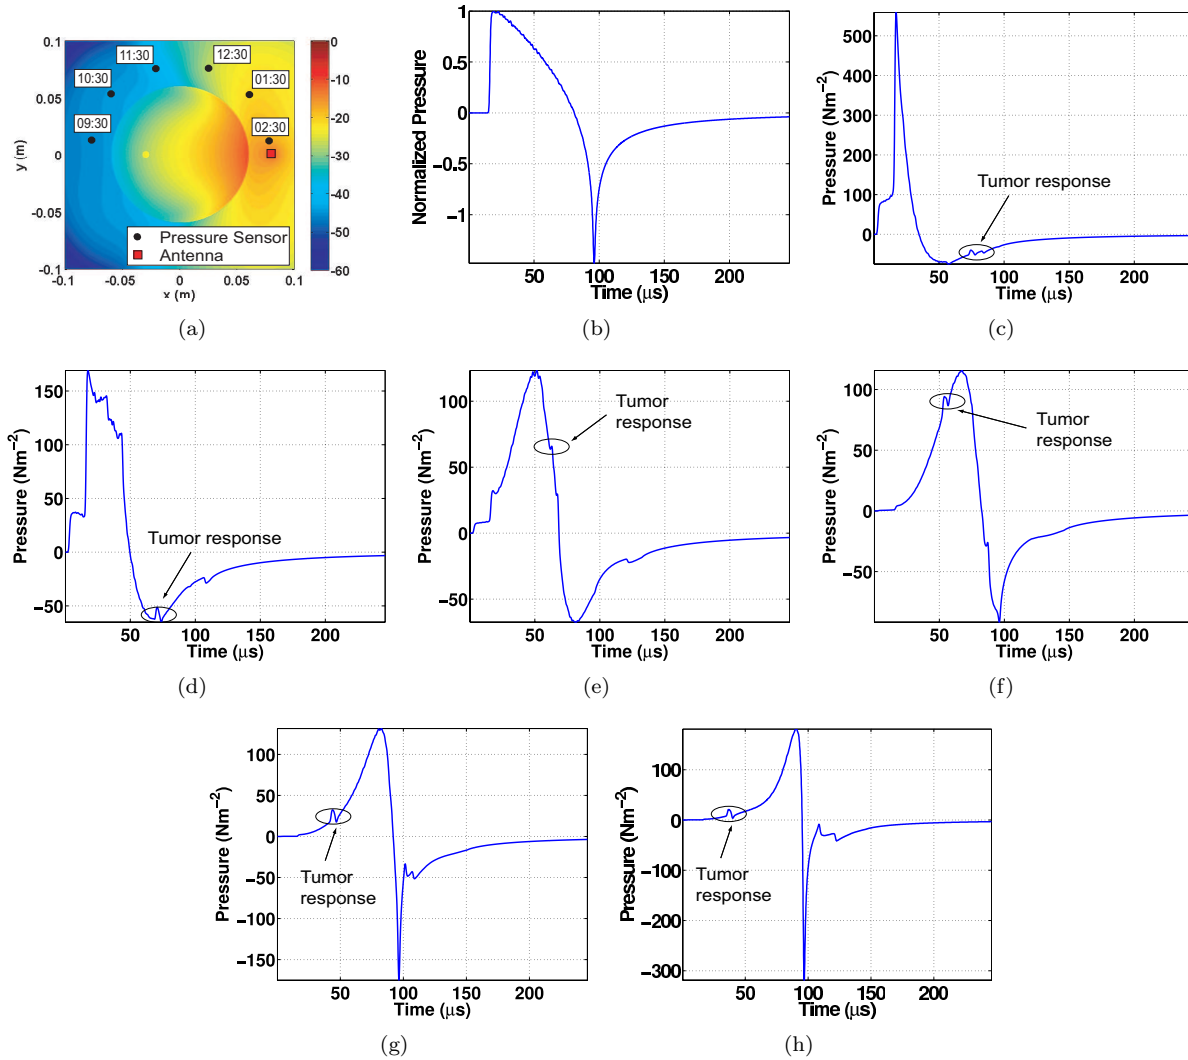 0.1
0.05
0
-0.05
-0.1
-0.1
-0.05
0
0.05
0.1
x (m)
y (m)
09:30
10:30
11:30
12:30
01:30
02:30
Pressure Sensor
Antenna
0
-10
-20
-30
-40
-50
-60
(a)
1
0.5
0
-0.5
-1
Normalized Pressure
50
100
150
200
Time (μs)
(b)
500
400
300
200
100
0
Pressure (Nm⁻²)
Tumor response
50
100
150
200
Time (μs)
(c)
150
100
50
0
-50
Pressure (Nm⁻²)
Tumor response
50
100
150
200
Time (μs)
(d)
100
50
0
-50
Pressure (Nm⁻²)
Tumor
response
50
100
150
200
Time (μs)
(e)
100
50
0
-50
Pressure (Nm⁻²)
Tumor
response
50
100
150
200
Time (μs)
(f)
100
50
0
-50
-100
-150
Pressure (Nm⁻²)
Tumor
response
50
100
150
200
Time (μs)
(g)
100
0
-100
-200
-300
Pressure (Nm⁻²)
Tumor
response
50
100
150
200
Time (μs)
(h)